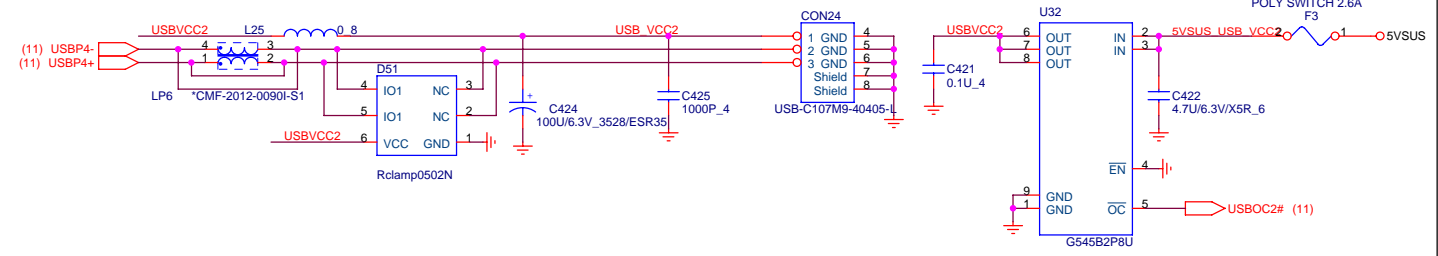 POLY SWITCH 2.6A
F3
USBVCC2 L25 0_8 USB_VCC2
CON24
USBVCC2
U32
5VSUS_USB_VCC2 2 1 5VSUS
(11) USBP4- 4 3
(11) USBP4+ 1 2
LP6 *CMF-2012-0090I-S1
1 GND 4
2 GND 5
3 GND 6
Shield 7
Shield 8
USB-C107M9-40405-L
D51
4 IO1 NC 3
5 IO1 NC 2
USBVCC2 6 VCC GND 1
Rclamp0502N
+
C424
100U/6.3V_3528/ESR35
C425
1000P_4
C421
0.1U_4
6 OUT IN 2
7 OUT IN 3
8 OUT
C422
4.7U/6.3V/X5R_6
EN 4
9 GND
1 GND OC 5 USBOC2# (11)
G545B2P8U